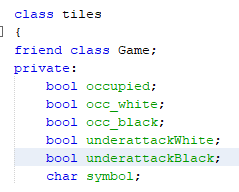 class tiles
{
friend class Game;
private:
    bool occupied;
    bool occ_white;
    bool occ_black;
    bool underattackWhite;
    bool underattackBlack;
    char symbol;